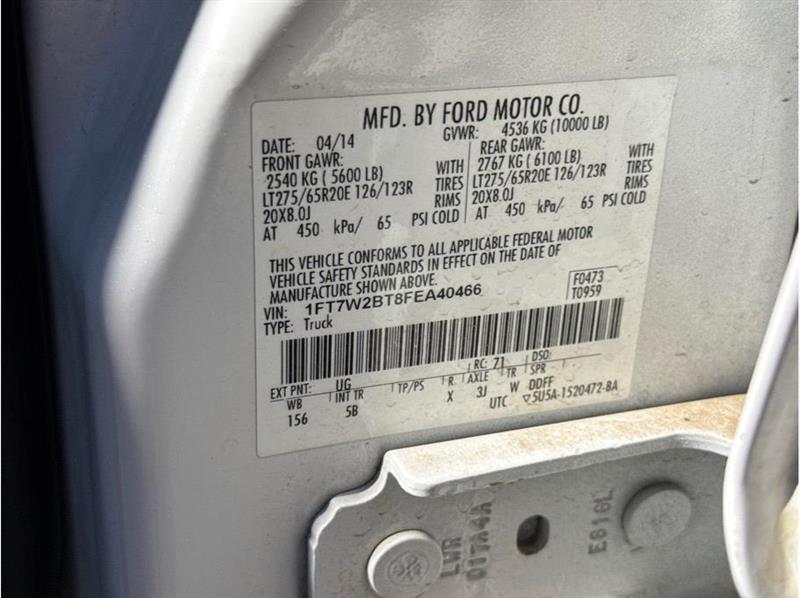 MFD. BY FORD MOTOR CO.
DATE: 04/14 GVWR: 4536 KG (10000 LB)
FRONT GAWR: REAR GAWR:
2540 KG ( 5600 LB) WITH 2767 KG ( 6100 LB) WITH
LT275/65R20E 126/123R TIRES LT275/65R20E 126/123R TIRES
20X8.0J RIMS 20X8.0J RIMS
AT 450 kPa/ 65 PSI COLD AT 450 kPa/ 65 PSI COLD
THIS VEHICLE CONFORMS TO ALL APPLICABLE FEDERAL MOTOR
VEHICLE SAFETY STANDARDS IN EFFECT ON THE DATE OF
MANUFACTURE SHOWN ABOVE.
VIN: 1FT7W2BT8FEA40466 F0473
TYPE: Truck T0959
EXT PNT: UG RC: 71 DSO:
WB INT TR TP/PS R AXLE TR SPR
156 5B X 3J W DDFF
UTC ▽5U5A-1520472-BA
LWR
017A4A
E616L